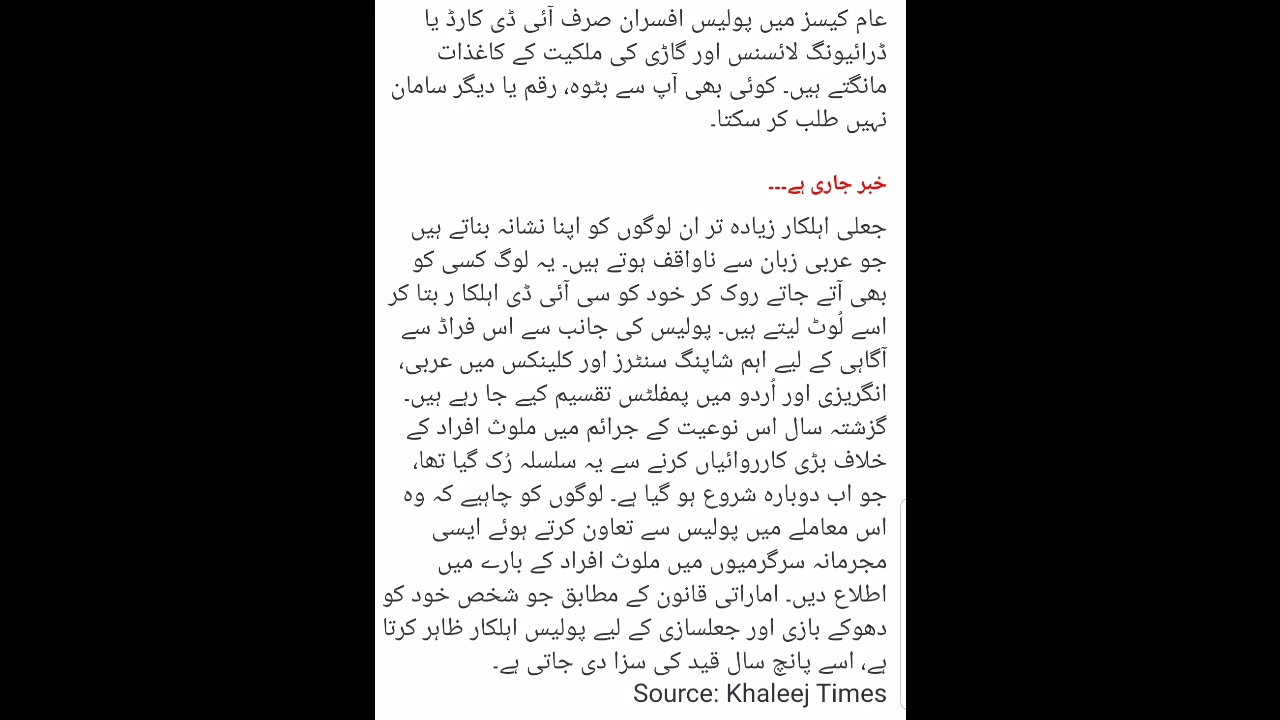 عام کیسز میں پولیس افسران صرف آئی ڈی کارڈ یا
ڈرائیونگ لائسنس اور گاڑی کی ملکیت کے کاغذات
مانگتے ہیں۔ کوئی بھی آپ سے بٹوہ، رقم یا دیگر سامان
نہیں طلب کر سکتا۔
خبر جاری ہے۔۔۔
جعلی اہلکار زیادہ تر ان لوگوں کو اپنا نشانہ بناتے ہیں
جو عربی زبان سے ناواقف ہوتے ہیں۔ یہ لوگ کسی کو
بھی آتے جاتے روک کر خود کو سی آئی ڈی اہلکا ر بتا کر
اسے لُوٹ لیتے ہیں۔ پولیس کی جانب سے اس فراڈ سے
آگاہی کے لیے اہم شاپنگ سنٹرز اور کلینکس میں عربی،
انگریزی اور اُردو میں پمفلٹس تقسیم کیے جا رہے ہیں۔
گزشتہ سال اس نوعیت کے جرائم میں ملوث افراد کے
خلاف بڑی کارروائیاں کرنے سے یہ سلسلہ رُک گیا تھا،
جو اب دوبارہ شروع ہو گیا ہے۔ لوگوں کو چاہیے کہ وہ
اس معاملے میں پولیس سے تعاون کرتے ہوئے ایسی
مجرمانہ سرگرمیوں میں ملوث افراد کے بارے میں
اطلاع دیں۔ اماراتی قانون کے مطابق جو شخص خود کو
دھوکے بازی اور جعلسازی کے لیے پولیس اہلکار ظاہر کرتا
ہے، اسے پانچ سال قید کی سزا دی جاتی ہے۔
Source: Khaleej Times